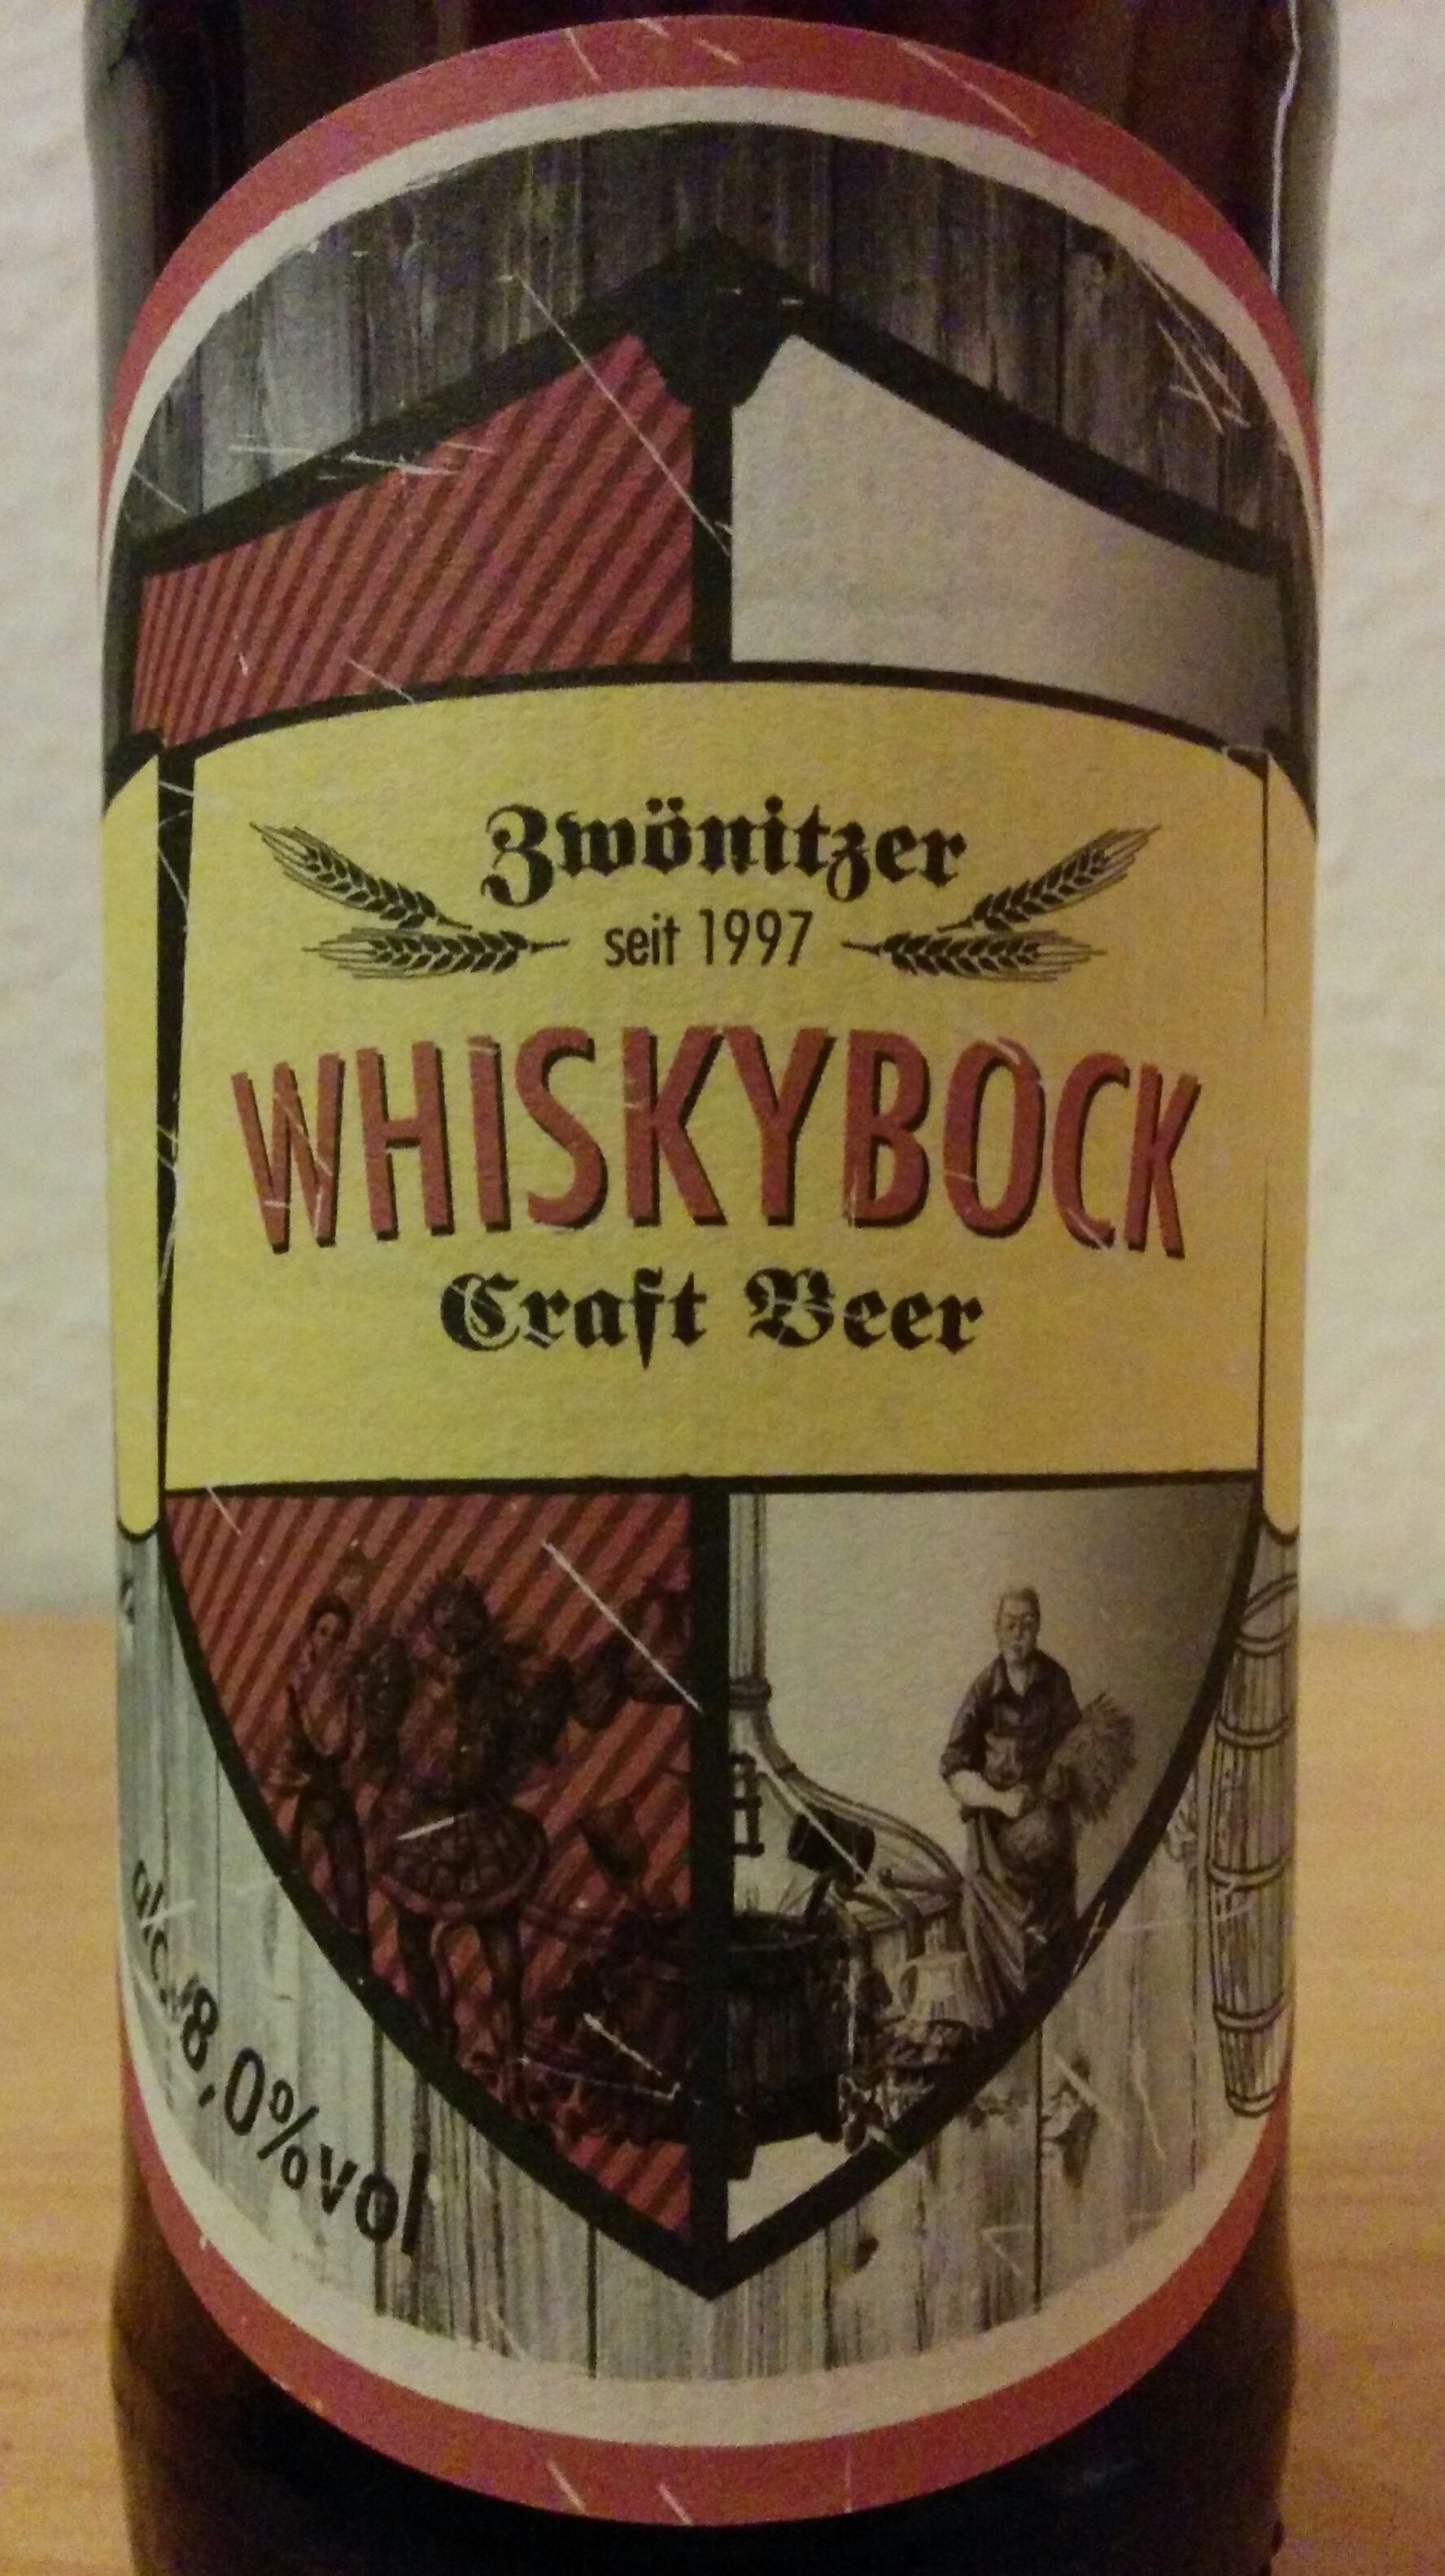 Zwönitzer
seit 1997
WHISKYBOCK
Craft Beer
alc. 8,0%vol